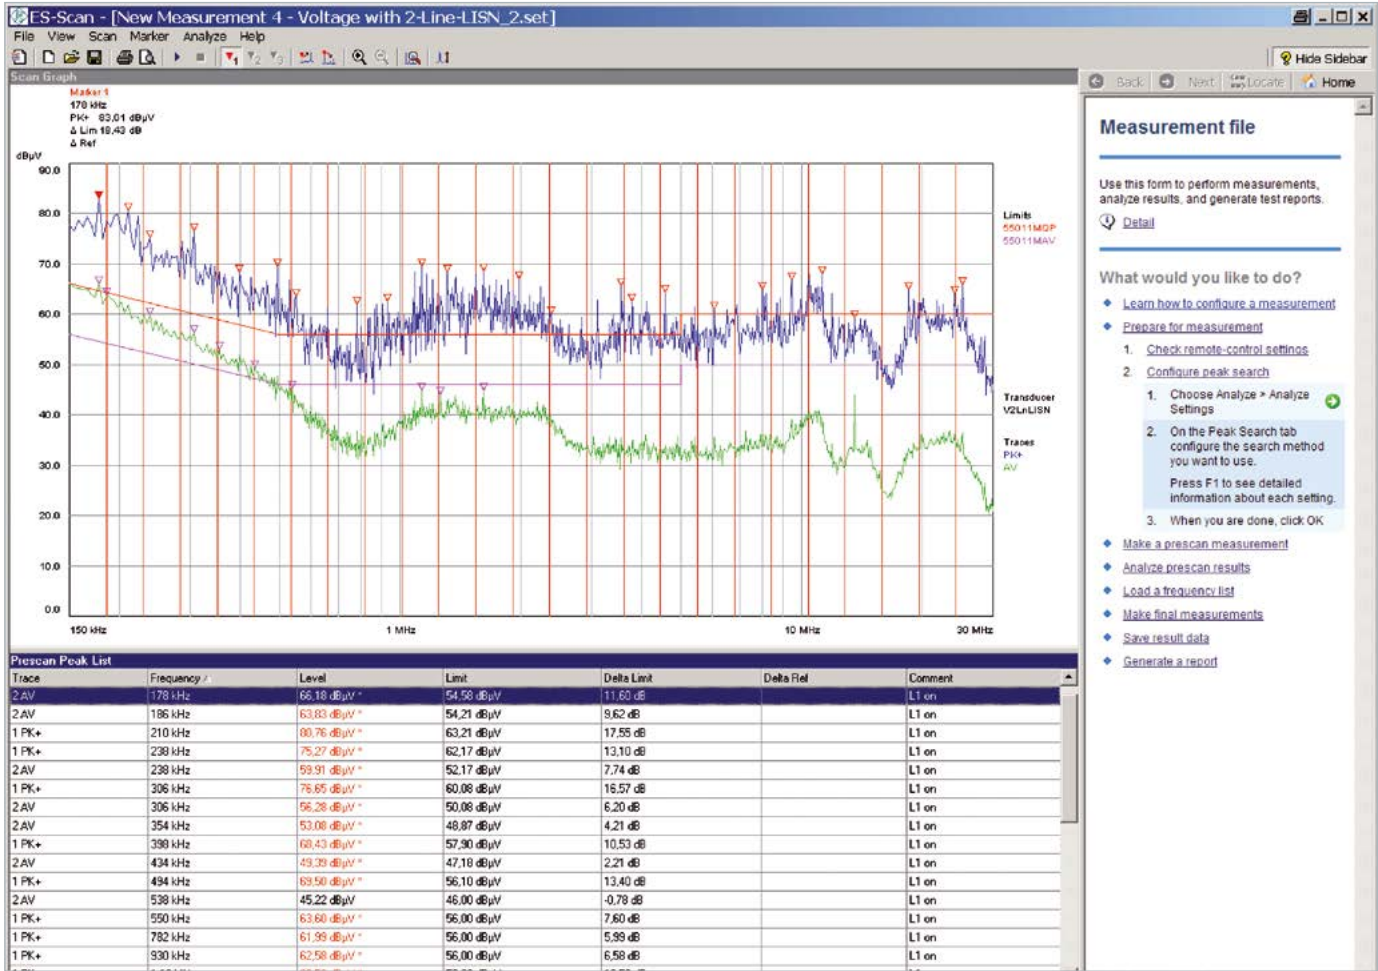 ES-Scan - [New Measurement 4 - Voltage with 2-Line-LISN_2.set]
File View Scan Marker Analyze Help
Hide Sidebar
Scan Graph
Back Next Locate Home
Marker 1
178 kHz
PK+ 83,01 dBµV
Δ Lim 18,43 dB
Δ Ref
dBµV
90.0
80.0
70.0
60.0
50.0
40.0
30.0
20.0
10.0
0.0
150 kHz 1 MHz 10 MHz 30 MHz
Limits
55011MQP
55011MAV
Transducer
V2LnLISN
Traces
PK+
AV
Measurement file
Use this form to perform measurements,
analyze results, and generate test reports.
Detail
What would you like to do?
Learn how to configure a measurement
Prepare for measurement
1. Check remote-control settings
2. Configure peak search
1. Choose Analyze > Analyze
Settings
2. On the Peak Search tab
configure the search method
you want to use.
Press F1 to see detailed
information about each setting.
3. When you are done, click OK
Make a prescan measurement
Analyze prescan results
Load a frequency list
Make final measurements
Save result data
Generate a report
Prescan Peak List
Trace Frequency Level Limit Delta Limit Delta Ref Comment
2 AV 178 kHz 66,18 dBµV * 54,58 dBµV 11,60 dB L1 on
2 AV 186 kHz 63,83 dBµV * 54,21 dBµV 9,62 dB L1 on
1 PK+ 210 kHz 80,76 dBµV * 63,21 dBµV 17,55 dB L1 on
1 PK+ 238 kHz 75,27 dBµV * 62,17 dBµV 13,10 dB L1 on
2 AV 238 kHz 59,91 dBµV * 52,17 dBµV 7,74 dB L1 on
1 PK+ 306 kHz 76,65 dBµV * 60,08 dBµV 16,57 dB L1 on
2 AV 306 kHz 56,28 dBµV * 50,08 dBµV 6,20 dB L1 on
2 AV 354 kHz 53,08 dBµV * 48,87 dBµV 4,21 dB L1 on
1 PK+ 398 kHz 68,43 dBµV * 57,90 dBµV 10,53 dB L1 on
2 AV 434 kHz 49,39 dBµV * 47,18 dBµV 2,21 dB L1 on
1 PK+ 494 kHz 69,50 dBµV * 56,10 dBµV 13,40 dB L1 on
2 AV 538 kHz 45,22 dBµV 46,00 dBµV -0,78 dB L1 on
1 PK+ 550 kHz 63,60 dBµV * 56,00 dBµV 7,60 dB L1 on
1 PK+ 782 kHz 61,99 dBµV * 56,00 dBµV 5,99 dB L1 on
1 PK+ 930 kHz 62,58 dBµV * 56,00 dBµV 6,58 dB L1 on